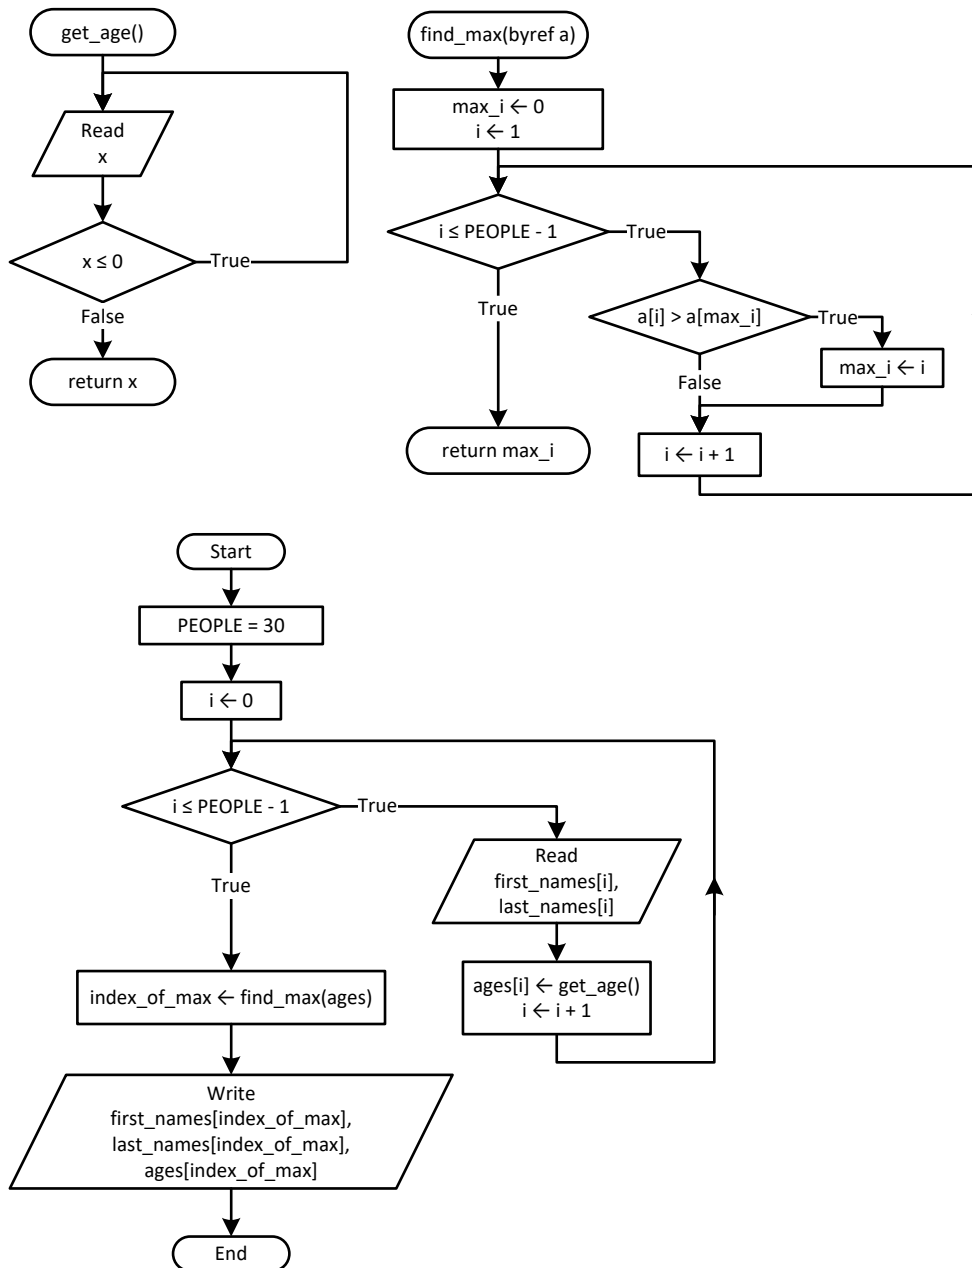 get_age()
Read
x
x ≤ 0
True
False
return x
find_max(byref a)
max_i ← 0
i ← 1
i ≤ PEOPLE - 1
True
True
a[i] > a[max_i]
True
max_i ← i
False
i ← i + 1
return max_i
Start
PEOPLE = 30
i ← 0
i ≤ PEOPLE - 1
True
Read
first_names[i],
last_names[i]
ages[i] ← get_age()
i ← i + 1
True
index_of_max ← find_max(ages)
Write
first_names[index_of_max],
last_names[index_of_max],
ages[index_of_max]
End